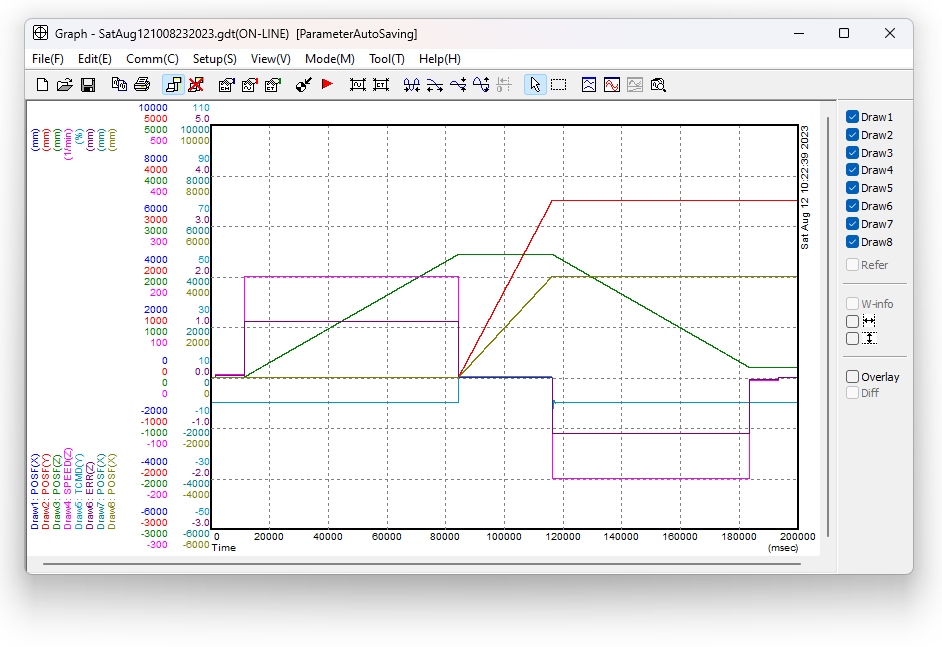 Graph - SatAug121008232023.gdt(ON-LINE) [ParameterAutoSaving]
File(F) Edit(E) Comm(C) Setup(S) View(V) Mode(M) Tool(T) Help(H)
10000 110
5000 5.0
5000 10000
500 10000
8000 90
4000 4.0
4000 8000
400 8000
6000 70
3000 3.0
3000 6000
300 6000
4000 50
2000 2.0
2000 4000
200 4000
2000 30
1000 1.0
1000 2000
100 2000
0 10
0 0.0
0 0
0 0
-2000 -10
-1000 -1.0
-1000 -2000
-100 -2000
-4000 -30
-2000 -2.0
-2000 -4000
-200 -4000
-6000 -50
-3000 -3.0
-3000 -6000
-300 -6000
(mm)
(mm)
(mm)
(1/min)
(%)
(mm)
(mm)
(mm)
Draw1: POSF(X)
Draw2: POSF(Y)
Draw3: POSF(Z)
Draw4: SPEED(Z)
Draw5: TCMD(Y)
Draw6: ERR(Z)
Draw7: POSF(X)
Draw8: POSF(X)
0 20000 40000 60000 80000 100000 120000 140000 160000 180000 200000
Time (msec)
Sat Aug 12 10:22:39 2023
Draw1
Draw2
Draw3
Draw4
Draw5
Draw6
Draw7
Draw8
Refer
W-info
Overlay
Diff